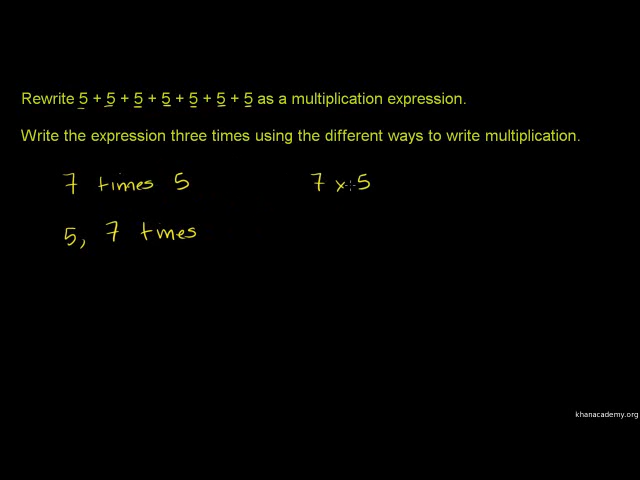 Rewrite 5 + 5 + 5 + 5 + 5 + 5 + 5 as a multiplication expression.
Write the expression three times using the different ways to write multiplication.
7 times 5 7 x 5
5, 7 times
khanacademy.org